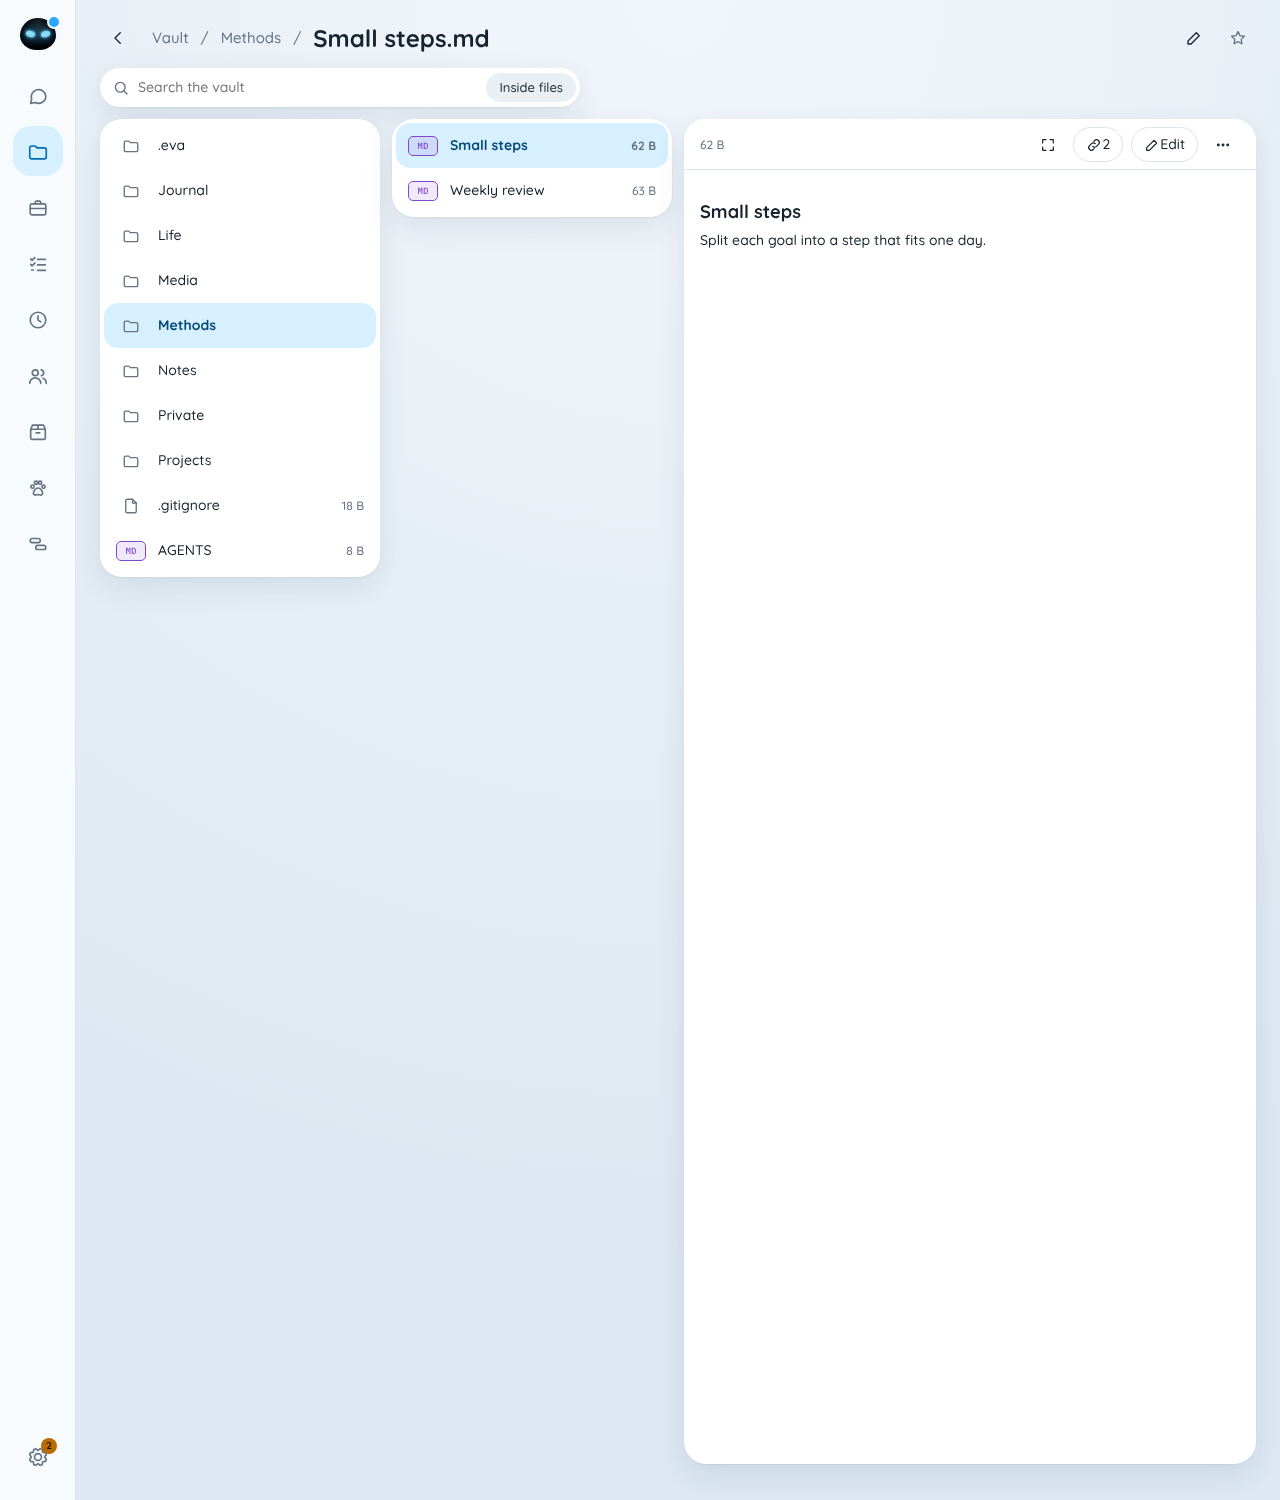 Vault / Methods / Small steps.md
Search the vault
Inside files
.eva
Journal
Life
Media
Methods
Notes
Private
Projects
.gitignore 18 B
MD AGENTS 8 B
MD Small steps 62 B
MD Weekly review 63 B
62 B
2
Edit
Small steps
Split each goal into a step that fits one day.
2